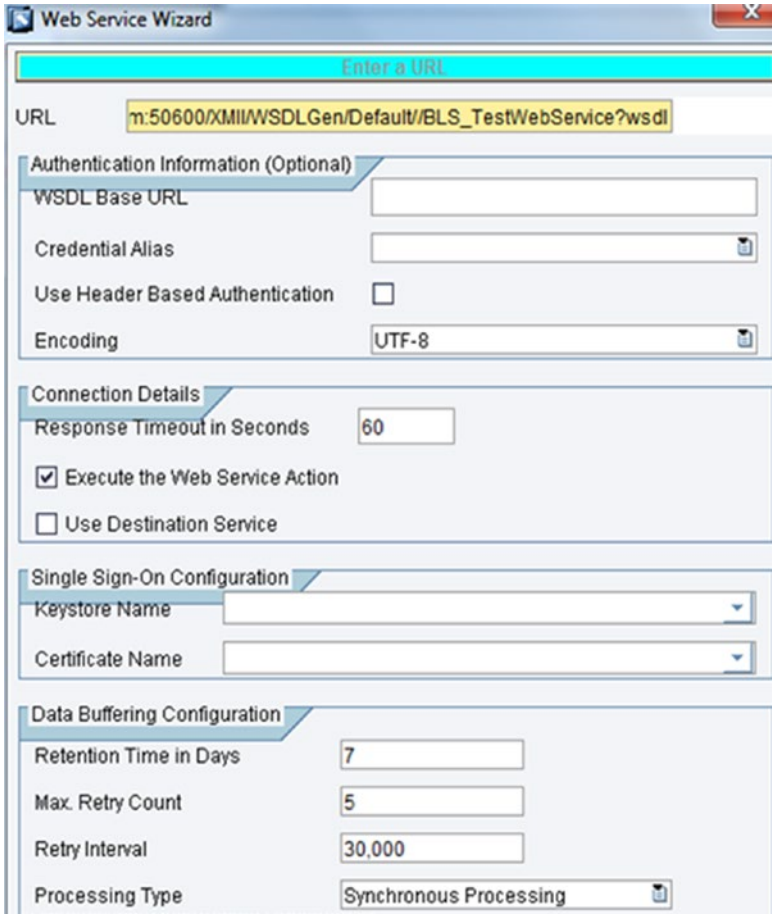 Web Service Wizard
Enter a URL
URL m:50600/XMII/WSDLGen/Default//BLS_TestWebService?wsdl
Authentication Information (Optional)
WSDL Base URL
Credential Alias
Use Header Based Authentication
Encoding UTF-8
Connection Details
Response Timeout in Seconds 60
Execute the Web Service Action
Use Destination Service
Single Sign-On Configuration
Keystore Name
Certificate Name
Data Buffering Configuration
Retention Time in Days 7
Max. Retry Count 5
Retry Interval 30,000
Processing Type Synchronous Processing